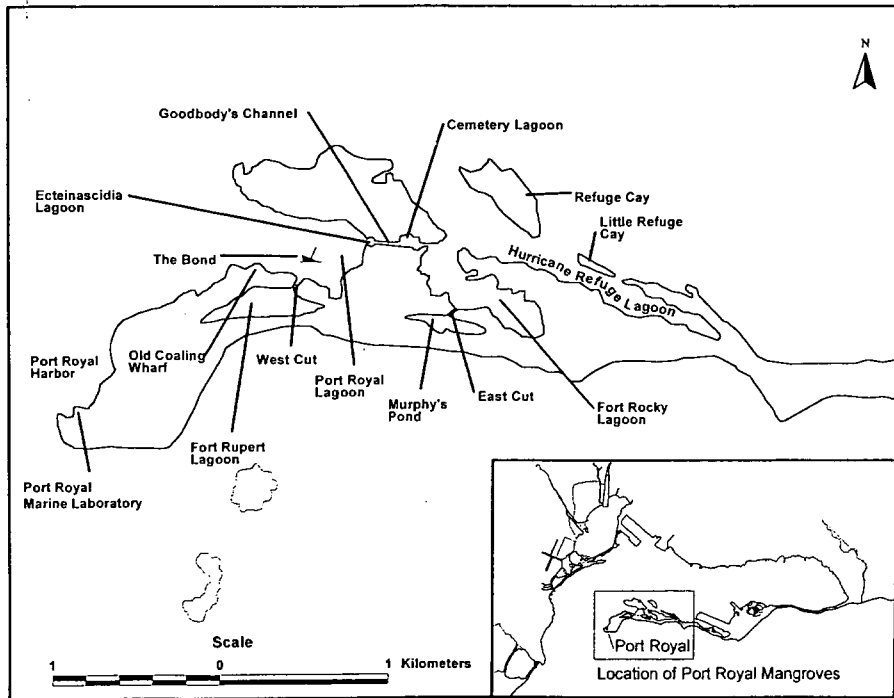 N
Goodbody's Channel
Cemetery Lagoon
Ecteinascidia
Lagoon
Refuge Cay
Little Refuge
Cay
The Bond
Hurricane Refuge Lagoon
Port Royal
Harbor
Old Coaling
Wharf
West Cut
Port Royal
Lagoon
Murphy's
Pond
East Cut
Fort Rocky
Lagoon
Fort Rupert
Lagoon
Port Royal
Marine Laboratory
Scale
1 0 1 Kilometers
Port Royal
Location of Port Royal Mangroves